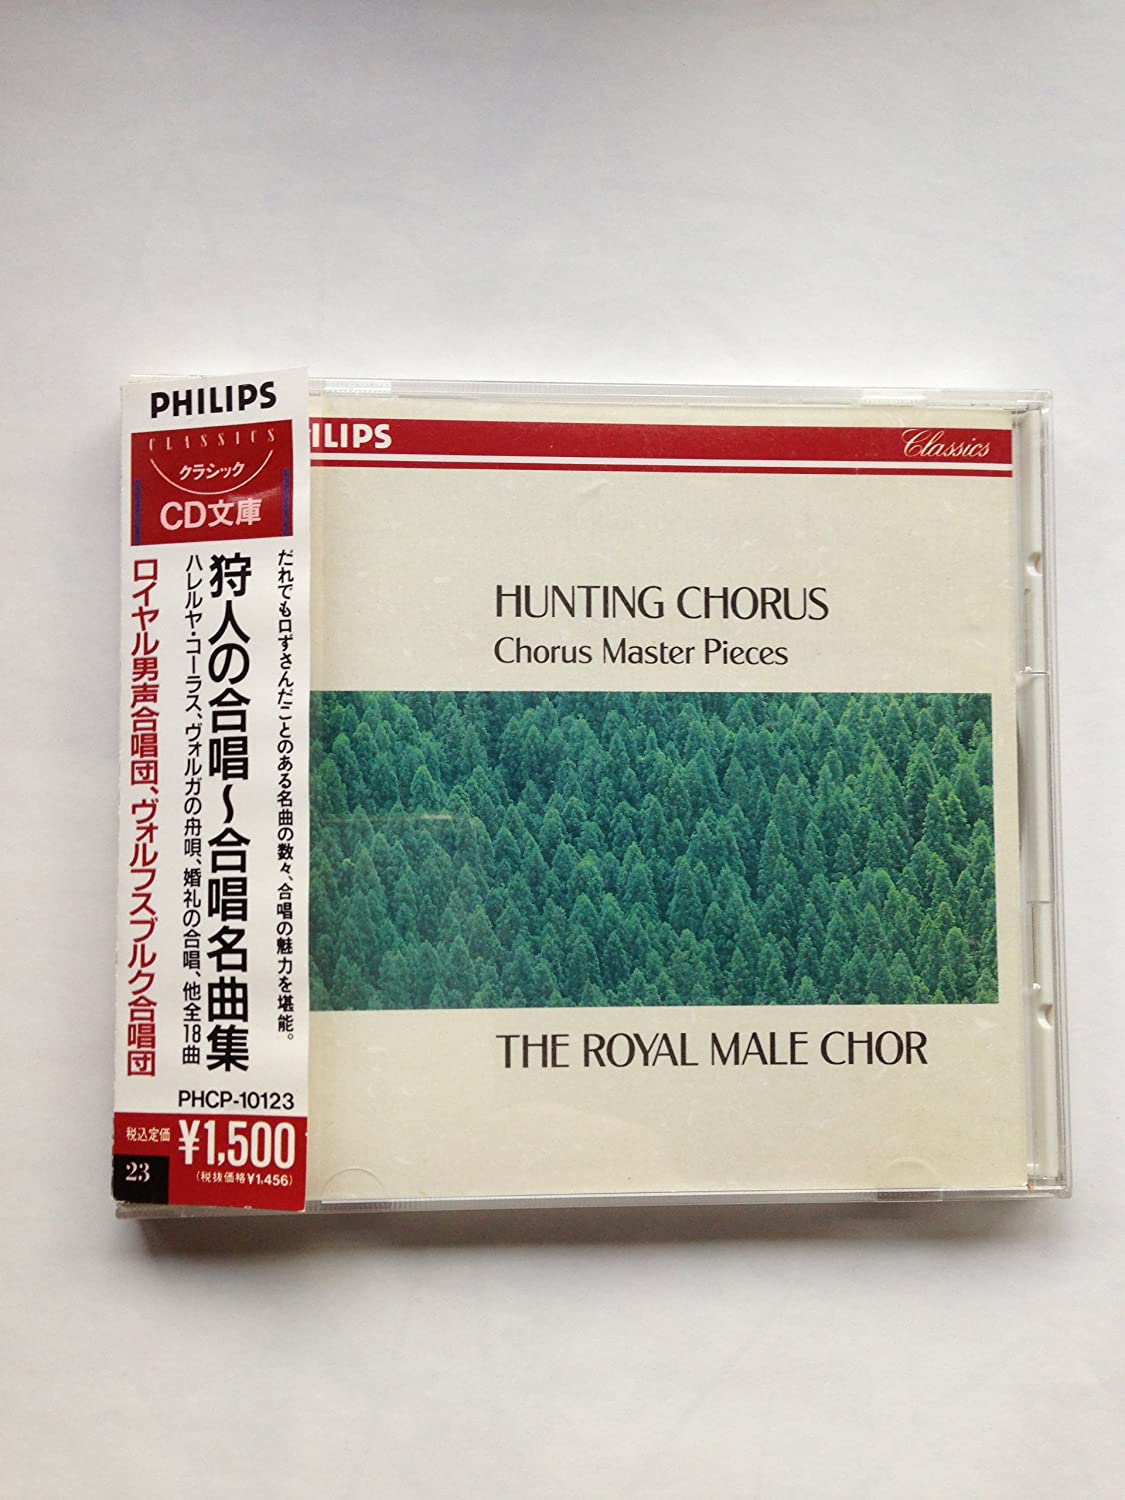 PHILIPS
CLASSICS
クラシック
CD文庫
だれでも口ずさんだことのある名曲の数々、合唱の魅力を堪能。
狩人の合唱〜合唱名曲集
ハレルヤ・コーラス、ヴォルガの舟唄、婚礼の合唱、他全18曲
ロイヤル男声合唱団、ヴォルフスブルク合唱団
PHCP-10123
税込定価 ¥1,500
(税抜価格¥1,456)
23
ILIPS
Classics
HUNTING CHORUS
Chorus Master Pieces
THE ROYAL MALE CHOR